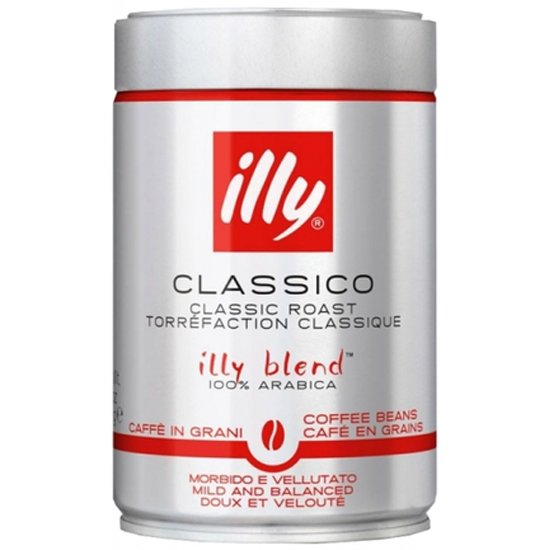 illy®
CLASSICO
CLASSIC ROAST
TORRÉFACTION CLASSIQUE
illy blend™
100% ARABICA
CAFFÈ IN GRANI
COFFEE BEANS
CAFÉ EN GRAINS
MORBIDO E VELLUTATO
MILD AND BALANCED
DOUX ET VELOUTÉ